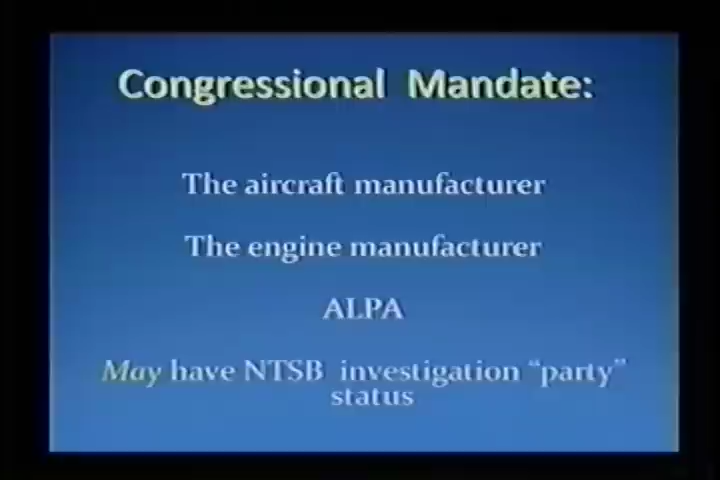 Congressional Mandate:
The aircraft manufacturer
The engine manufacturer
ALPA
May have NTSB investigation “party”
status